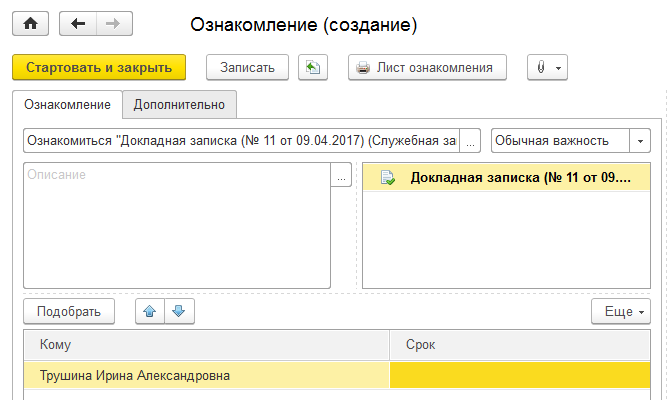 Ознакомление (создание)
Стартовать и закрыть Записать Лист ознакомления
Ознакомление Дополнительно
Ознакомиться "Докладная записка (№ 11 от 09.04.2017) (Служебная за ... Обычная важность
Описание ... Докладная записка (№ 11 от 09....
Подобрать Еще
Кому Срок
Трушина Ирина Александровна